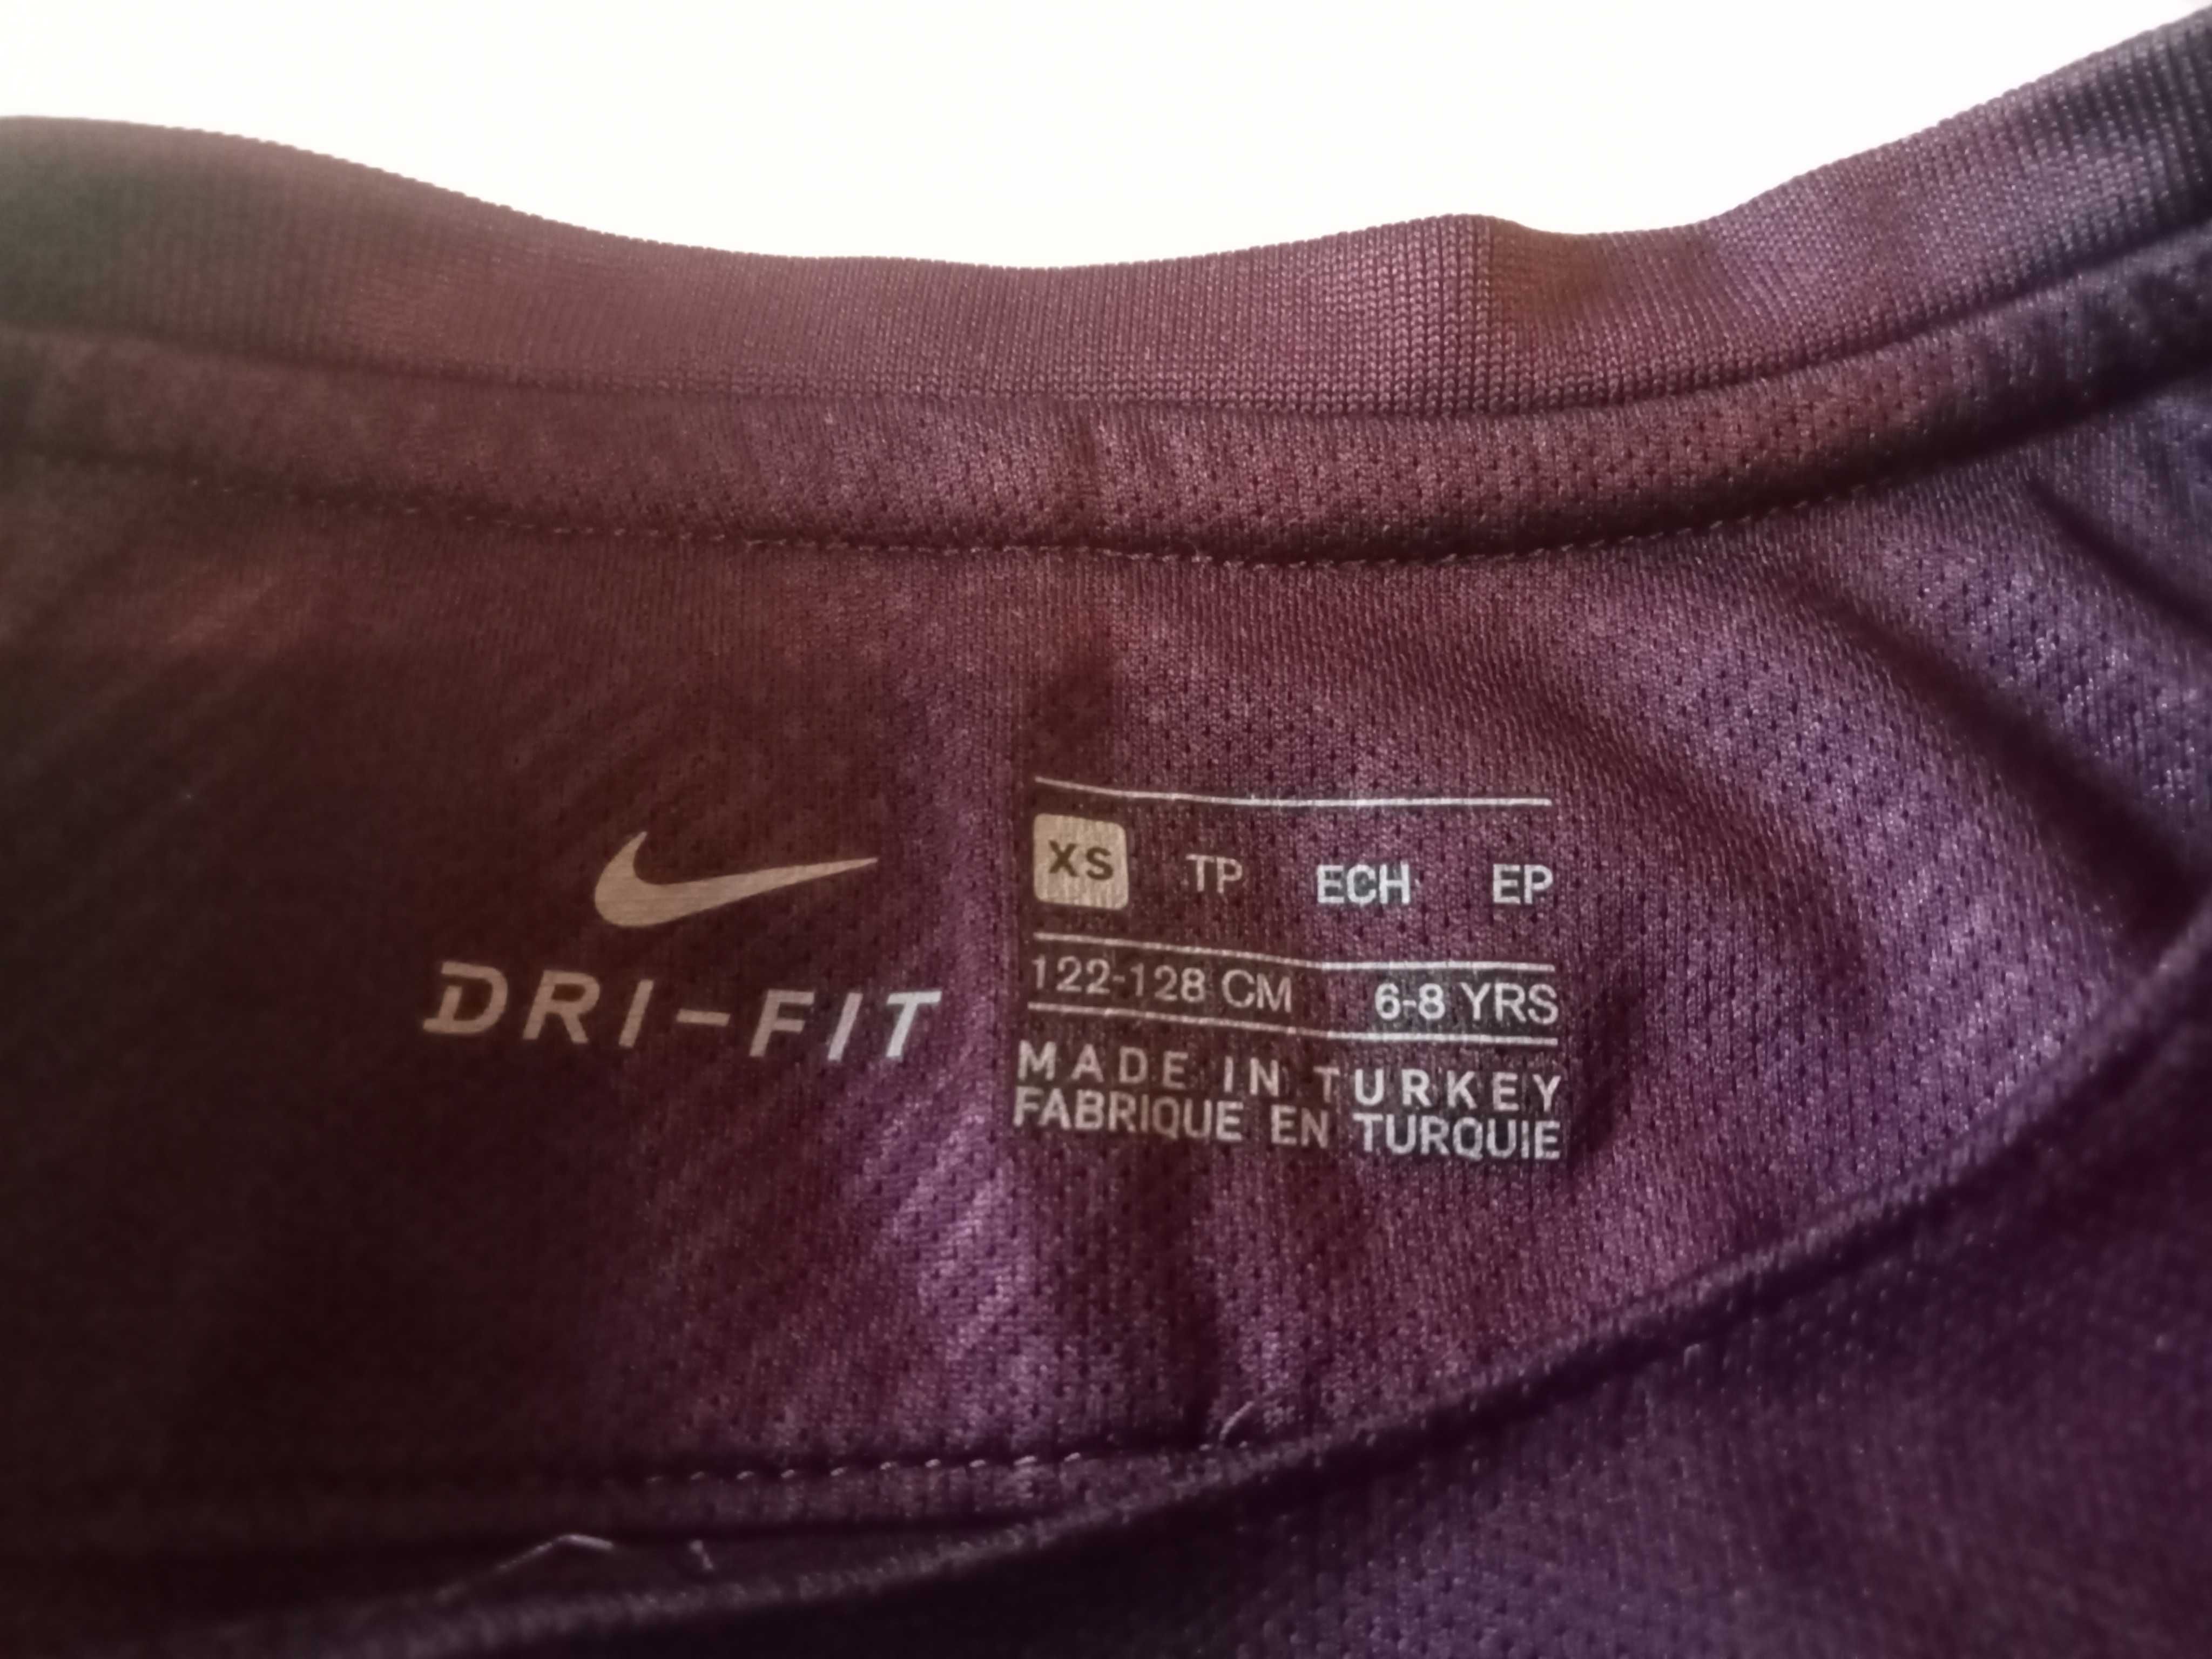 DRI-FIT
XS TP ECH EP
122-128 CM 6-8 YRS
MADE IN TURKEY
FABRIQUE EN TURQUIE